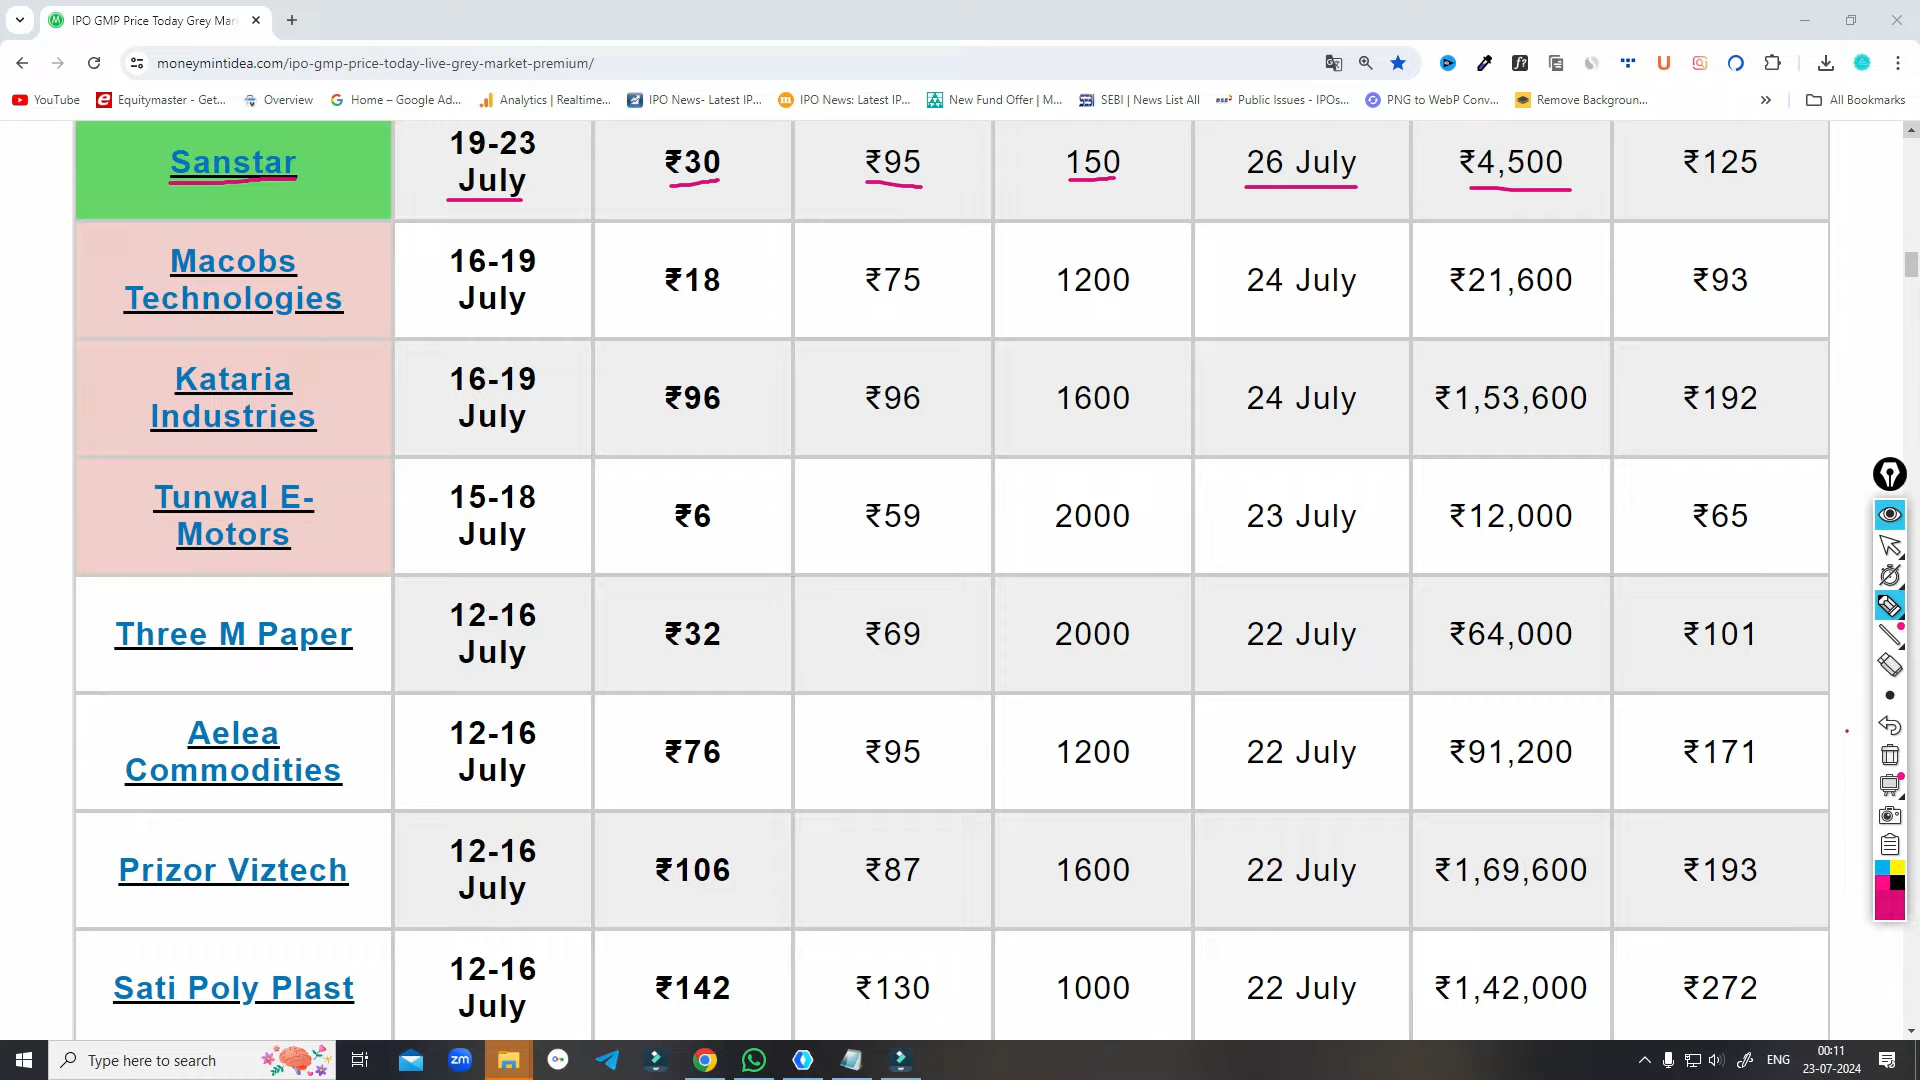 IPO GMP Price Today Grey Mar
moneymintidea.com/ipo-gmp-price-today-live-grey-market-premium/
YouTube
Equitymaster - Get...
Overview
Home – Google Ad...
Analytics | Realtime...
IPO News- Latest IP...
IPO News: Latest IP...
New Fund Offer | M...
SEBI | News List All
Public Issues - IPOs...
PNG to WebP Conv...
Remove Backgroun...
All Bookmarks
Sanstar 19-23 July ₹30 ₹95 150 26 July ₹4,500 ₹125
Macobs Technologies 16-19 July ₹18 ₹75 1200 24 July ₹21,600 ₹93
Kataria Industries 16-19 July ₹96 ₹96 1600 24 July ₹1,53,600 ₹192
Tunwal E-Motors 15-18 July ₹6 ₹59 2000 23 July ₹12,000 ₹65
Three M Paper 12-16 July ₹32 ₹69 2000 22 July ₹64,000 ₹101
Aelea Commodities 12-16 July ₹76 ₹95 1200 22 July ₹91,200 ₹171
Prizor Viztech 12-16 July ₹106 ₹87 1600 22 July ₹1,69,600 ₹193
Sati Poly Plast 12-16 July ₹142 ₹130 1000 22 July ₹1,42,000 ₹272
Type here to search
zm
ENG
00:11
23-07-2024